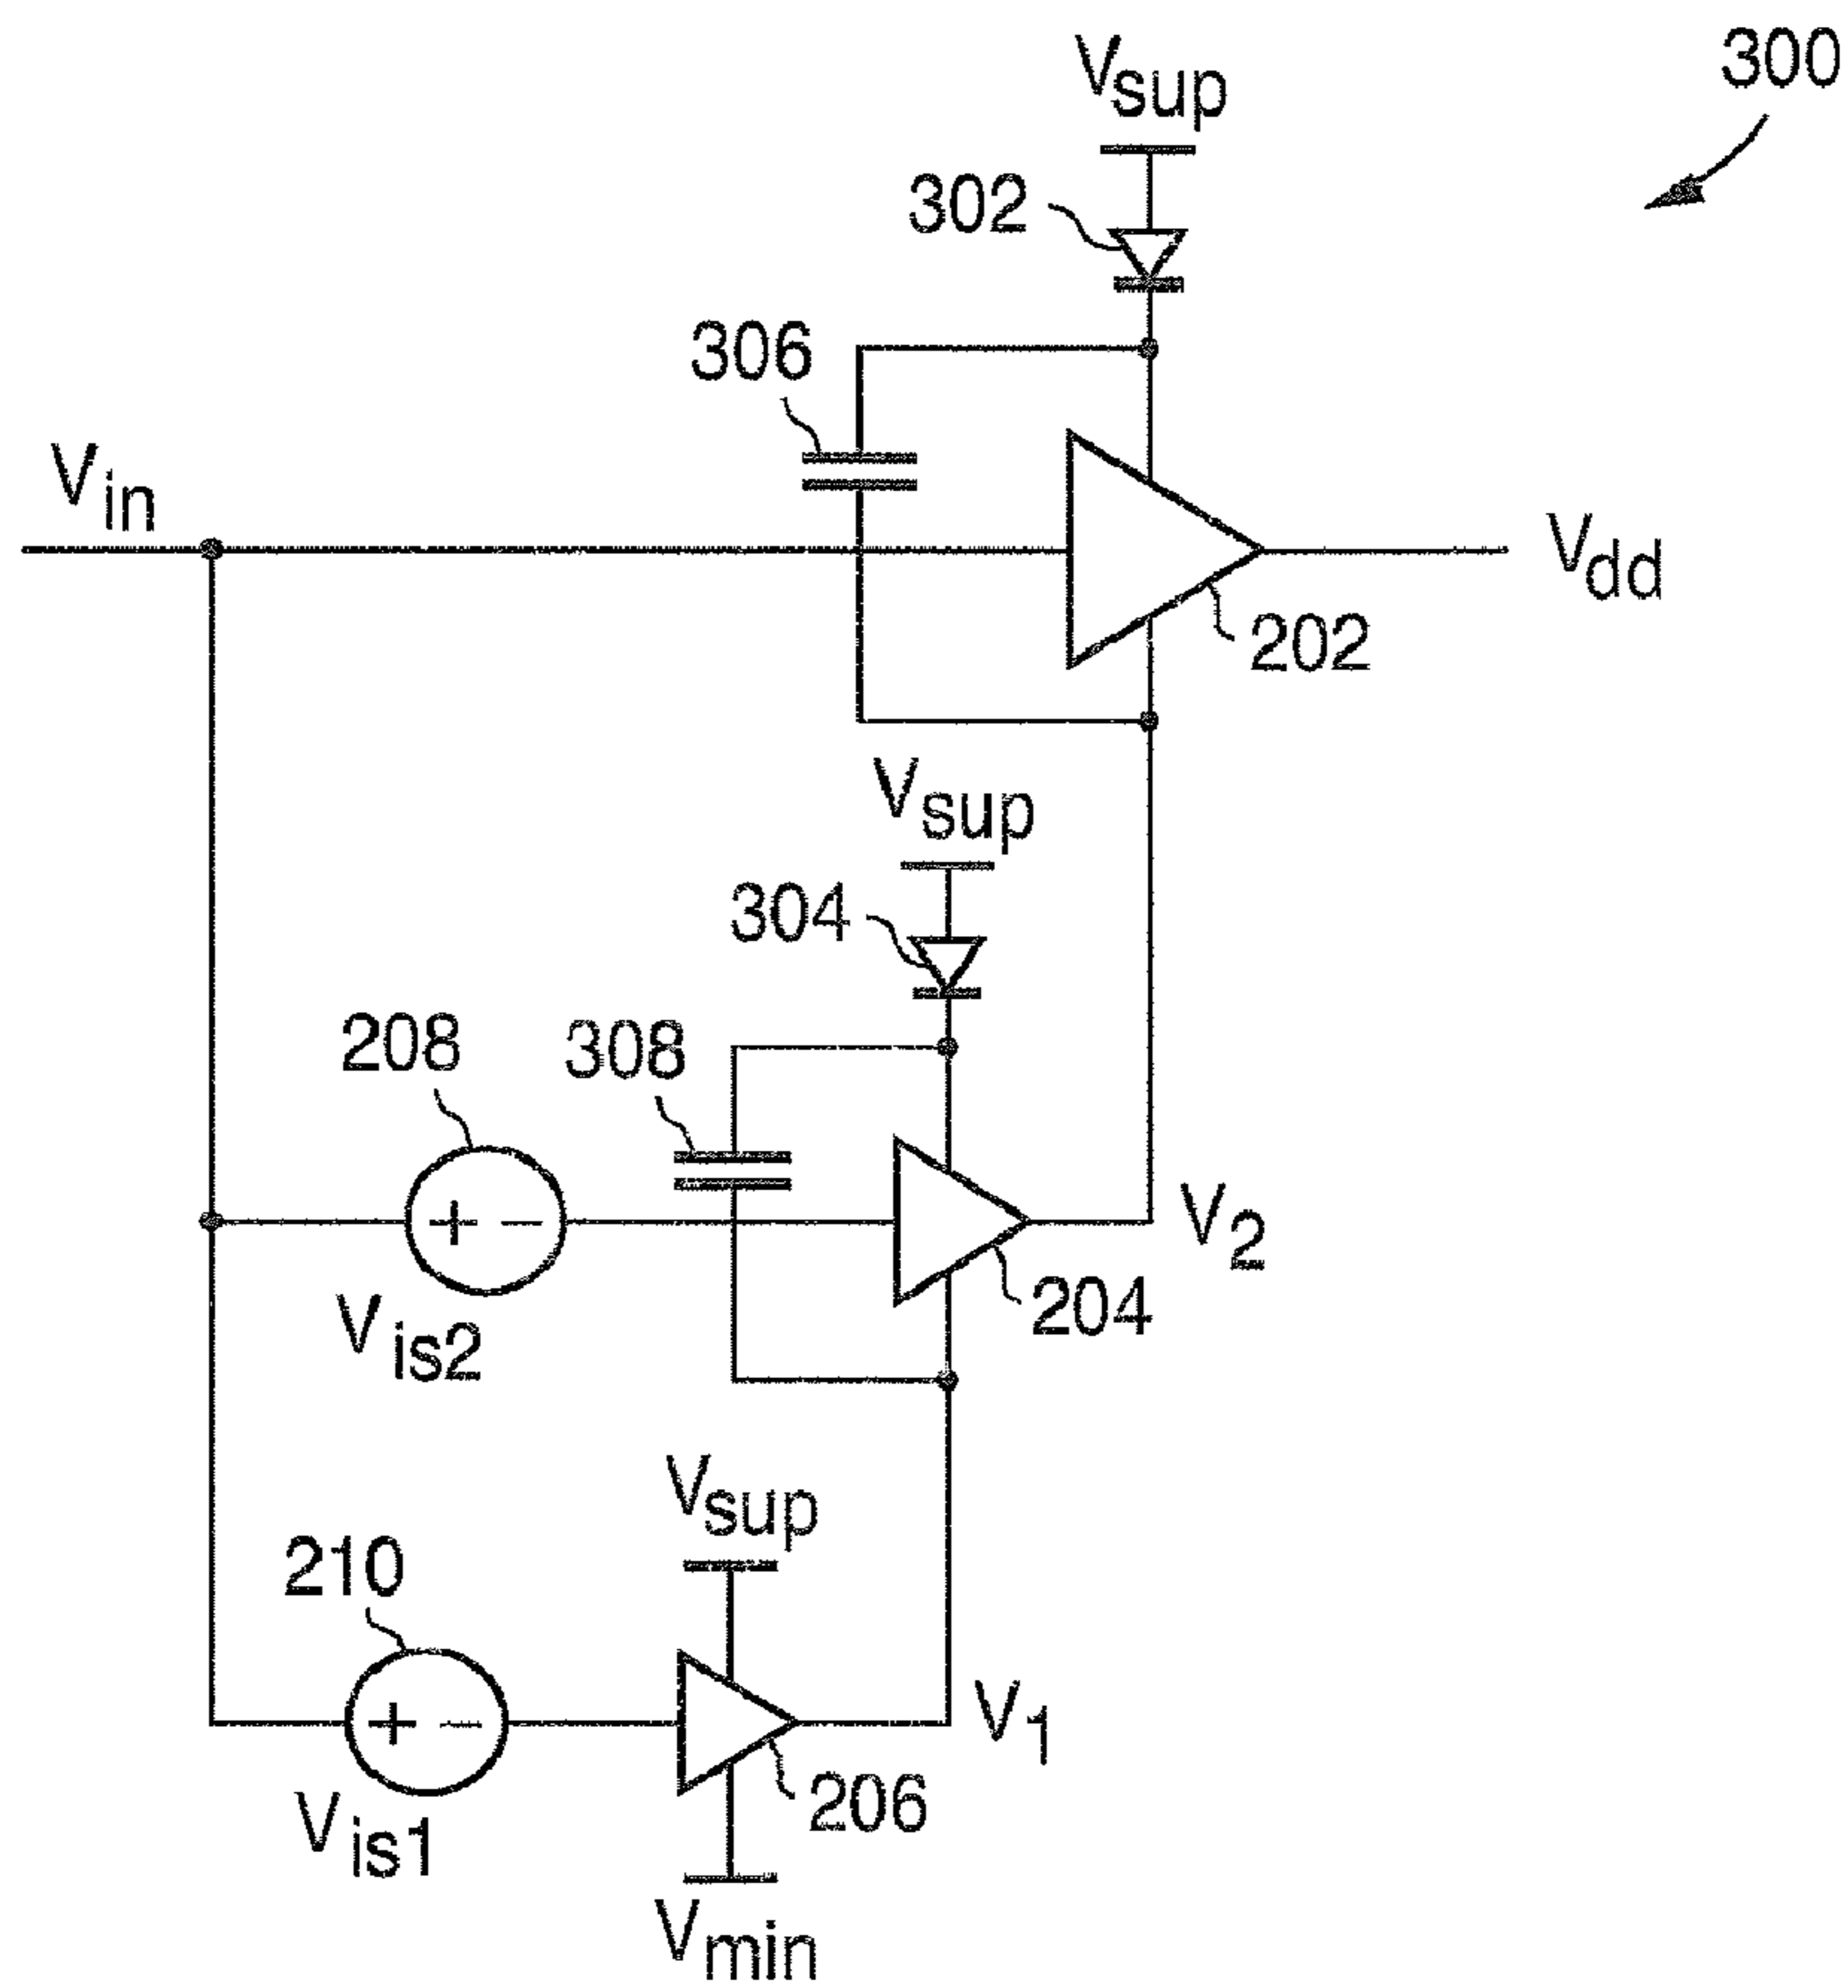 300
Vsup
302
306
Vin
Vdd
202
Vsup
304
208
308
+ −
V2
204
Vis2
Vsup
210
+ −
V1
206
Vis1
Vmin